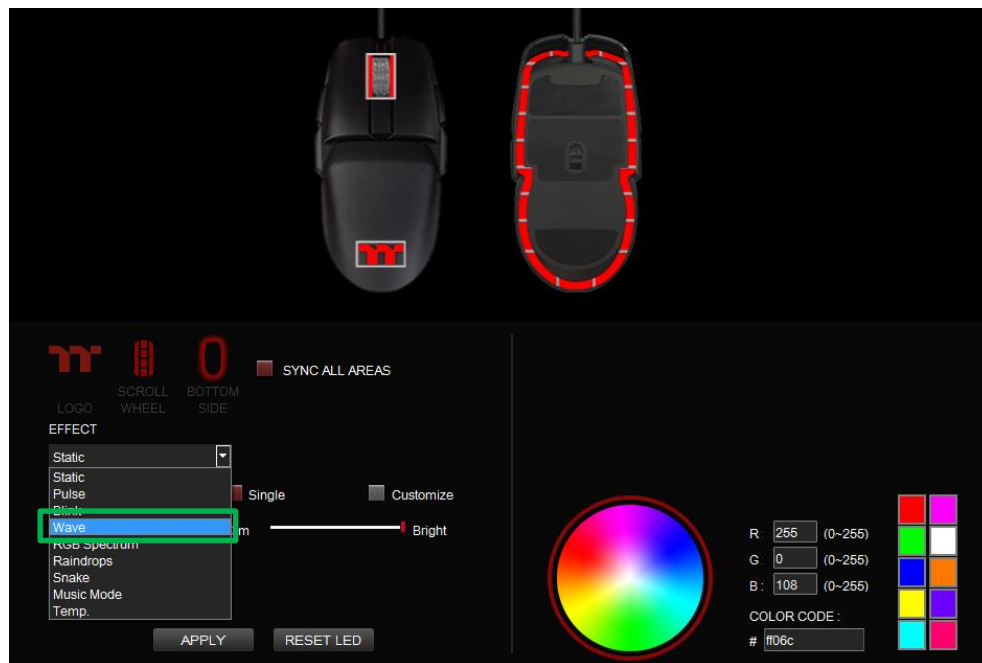 SYNC ALL AREAS
SCROLL
WHEEL
BOTTOM
SIDE
LOGO
EFFECT
Static
Static
Pulse
Blink
Wave
RGB Spectrum
Raindrops
Snake
Music Mode
Temp.
Single
Customize
m
Bright
APPLY
RESET LED
R: 255 (0~255)
G: 0 (0~255)
B: 108 (0~255)
COLOR CODE :
# ff06c